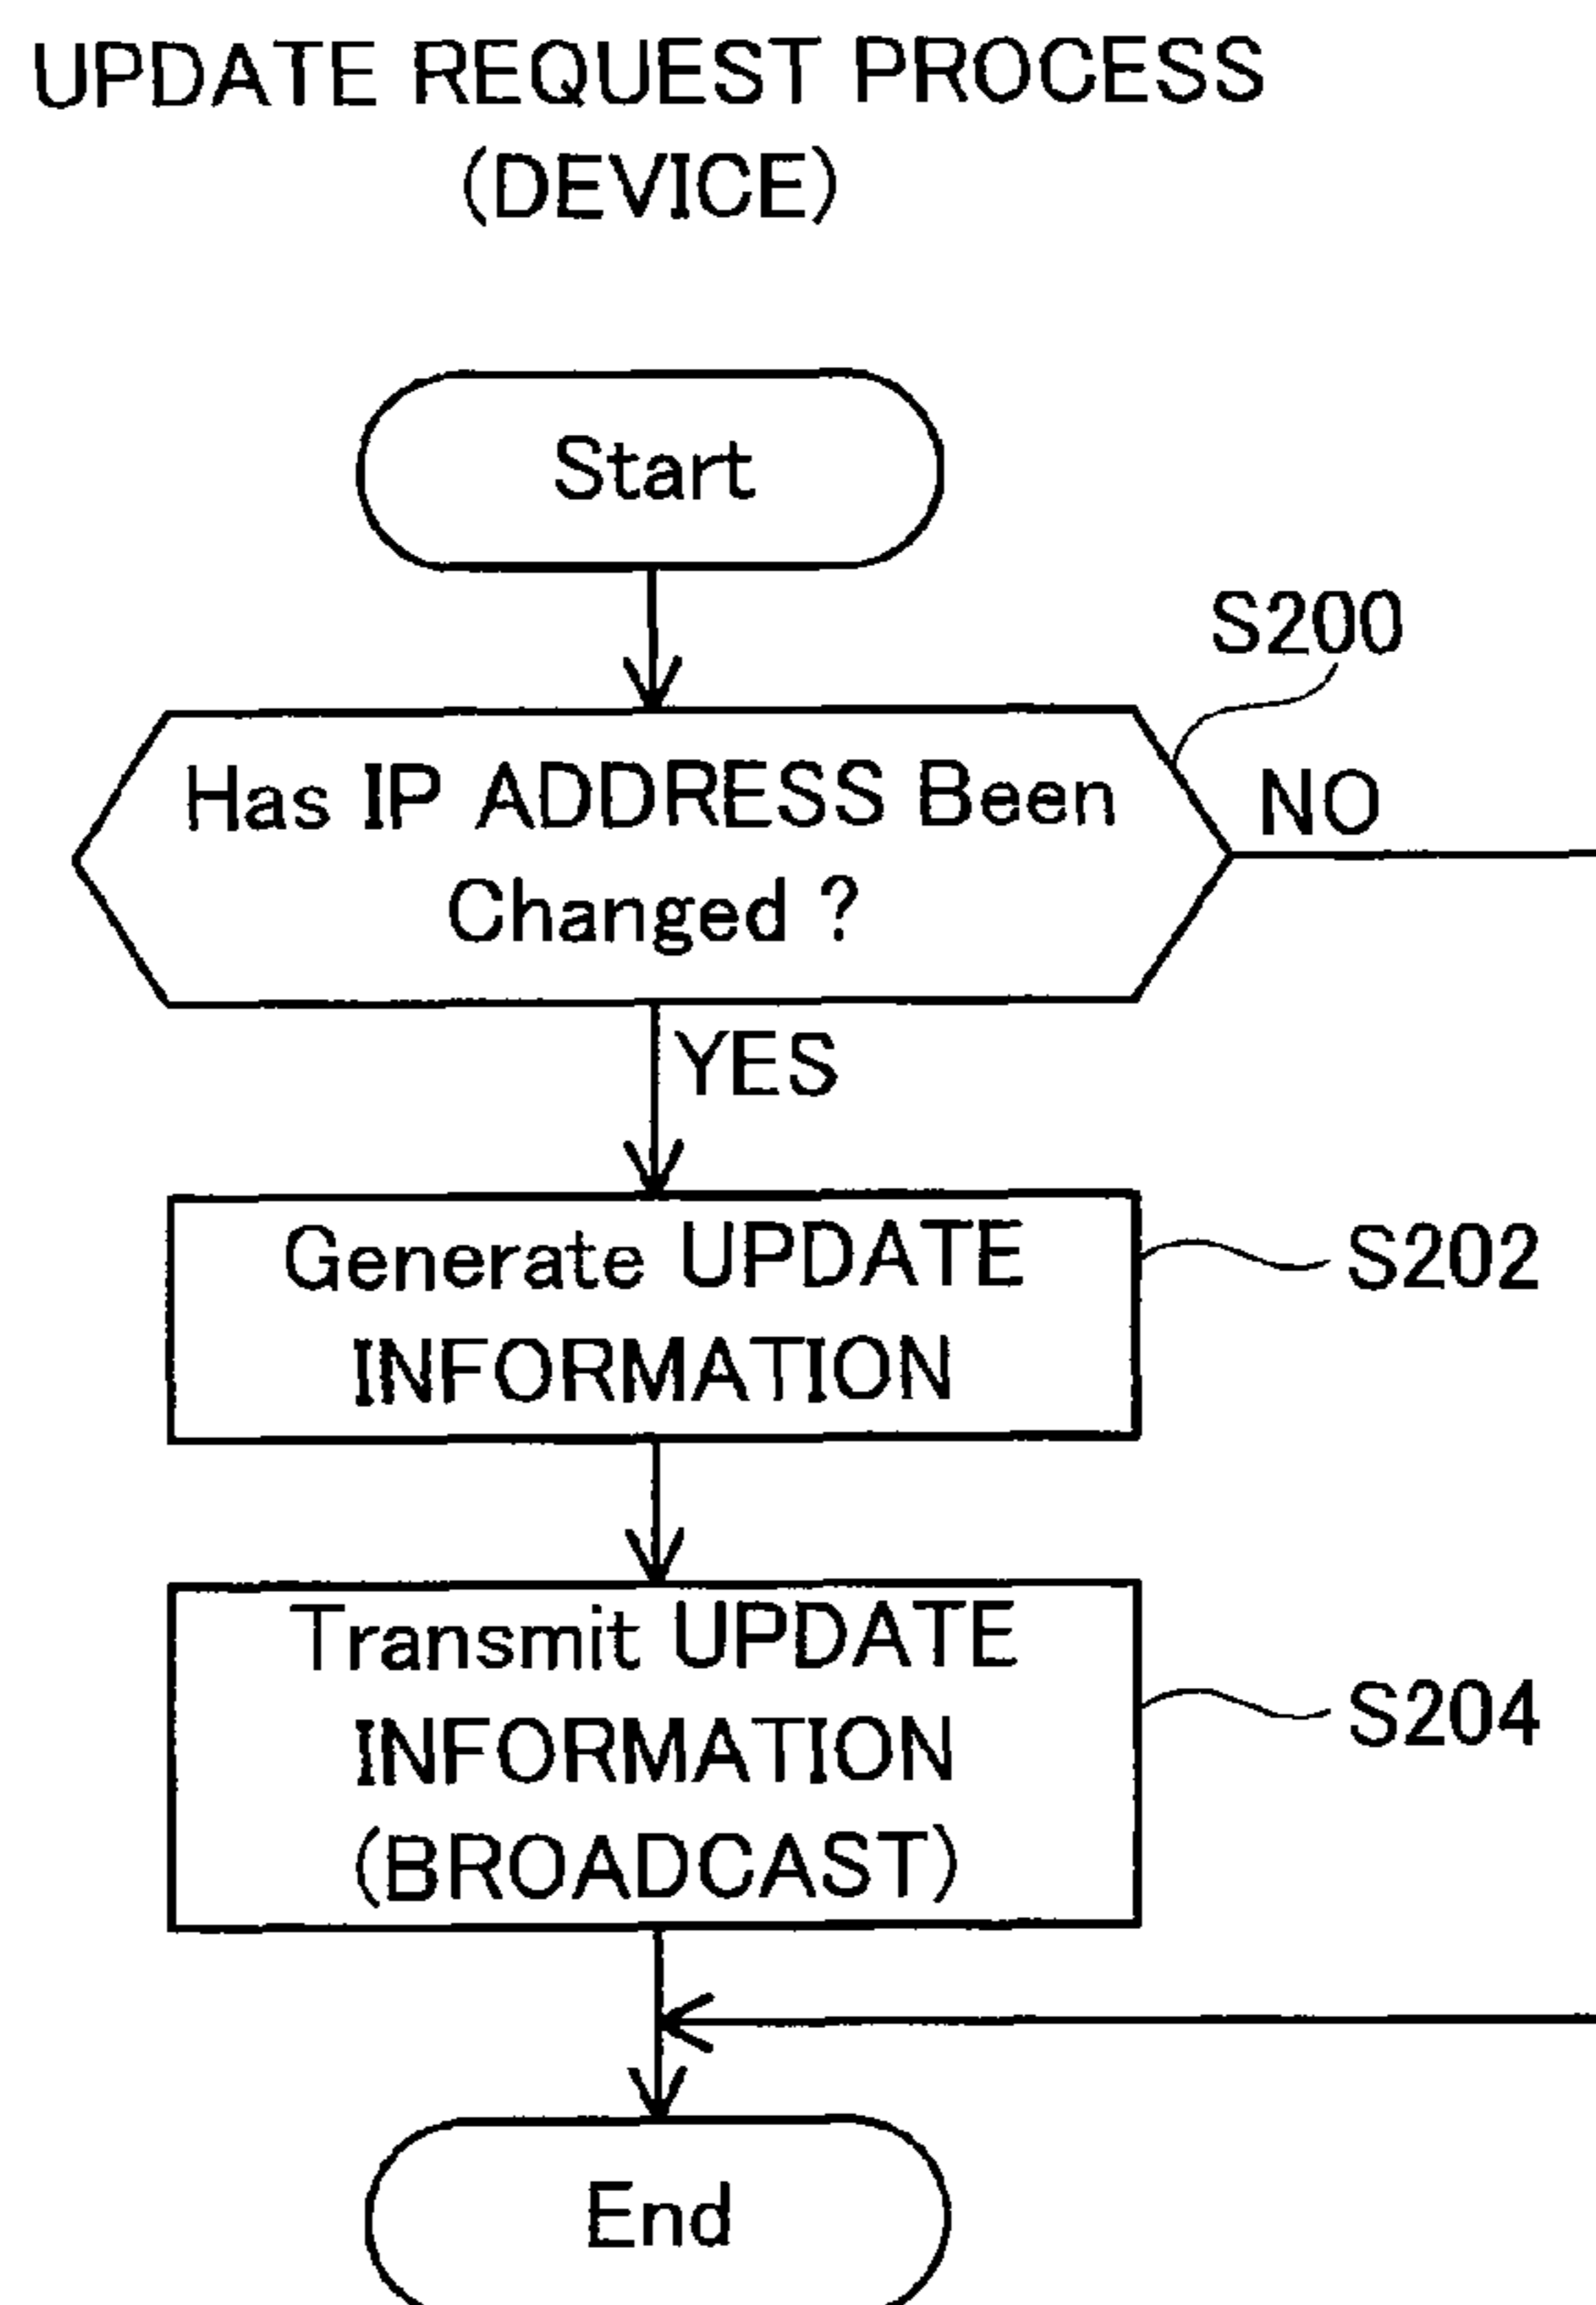 UPDATE REQUEST PROCESS
(DEVICE)
Start
S200
Has IP ADDRESS Been
Changed ?
NO
YES
Generate UPDATE
INFORMATION
S202
Transmit UPDATE
INFORMATION
(BROADCAST)
S204
End